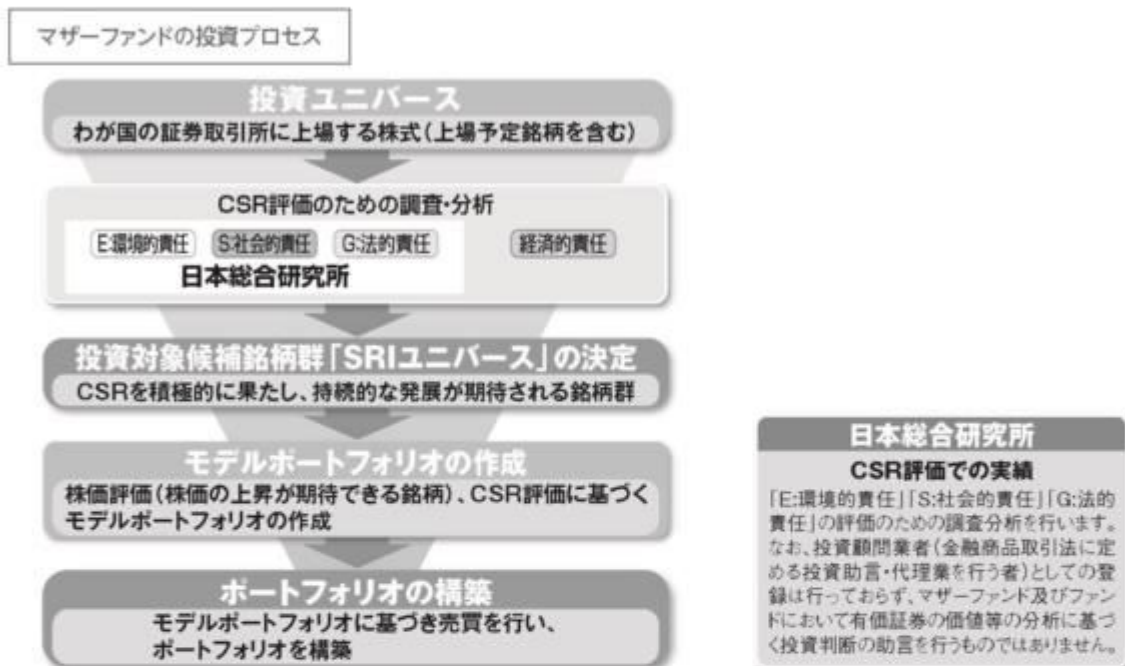 マザーファンドの投資プロセス
投資ユニバース
わが国の証券取引所に上場する株式(上場予定銘柄を含む)
CSR評価のための調査・分析
E:環境的責任 S:社会的責任 G:法的責任 経済的責任
日本総合研究所
投資対象候補銘柄群「SRIユニバース」の決定
CSRを積極的に果たし、持続的な発展が期待される銘柄群
モデルポートフォリオの作成
株価評価(株価の上昇が期待できる銘柄)、CSR評価に基づく
モデルポートフォリオの作成
ポートフォリオの構築
モデルポートフォリオに基づき売買を行い、
ポートフォリオを構築
日本総合研究所
CSR評価での実績
「E:環境的責任」「S:社会的責任」「G:法的
責任」の評価のための調査分析を行います。
なお、投資顧問業者(金融商品取引法に定
める投資助言・代理業を行う者)としての登
録は行っておらず、マザーファンド及びファン
ドにおいて有価証券の価値等の分析に基づ
く投資判断の助言を行うものではありません。